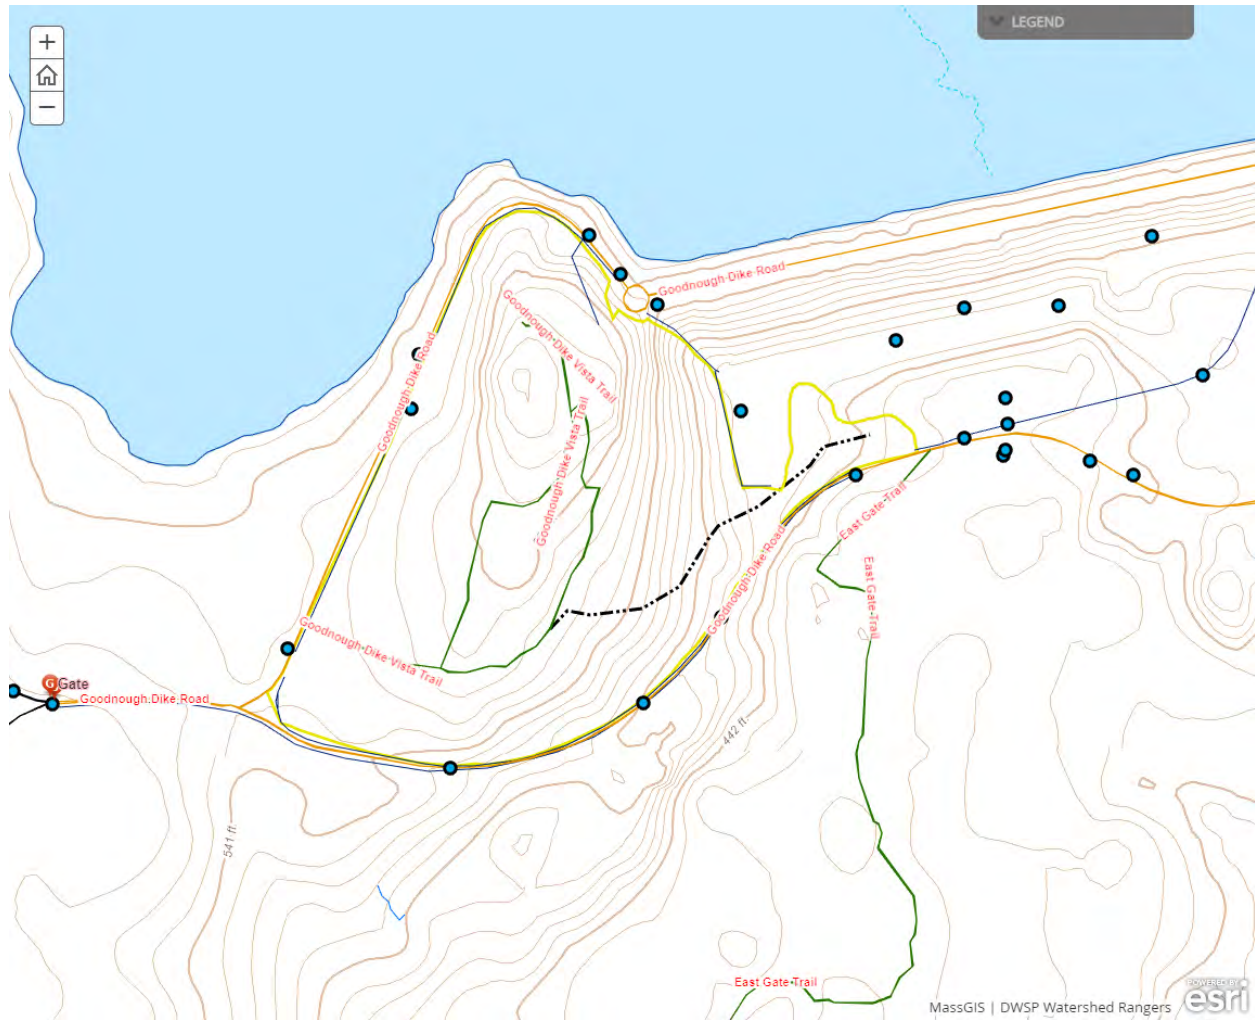 +
LEGEND
−
Goodnough Dike Road
Goodnough Dike Vista Trail
Goodnough Dike Road
Goodnough Dike Vista Trail
East Gate Trail
Goodnough Dike Road
East Gate Trail
Goodnough Dike Vista Trail
G Gate
Goodnough Dike Road
442 ft
541 ft
East Gate Trail
MassGIS | DWSP Watershed Rangers
POWERED BY
esri